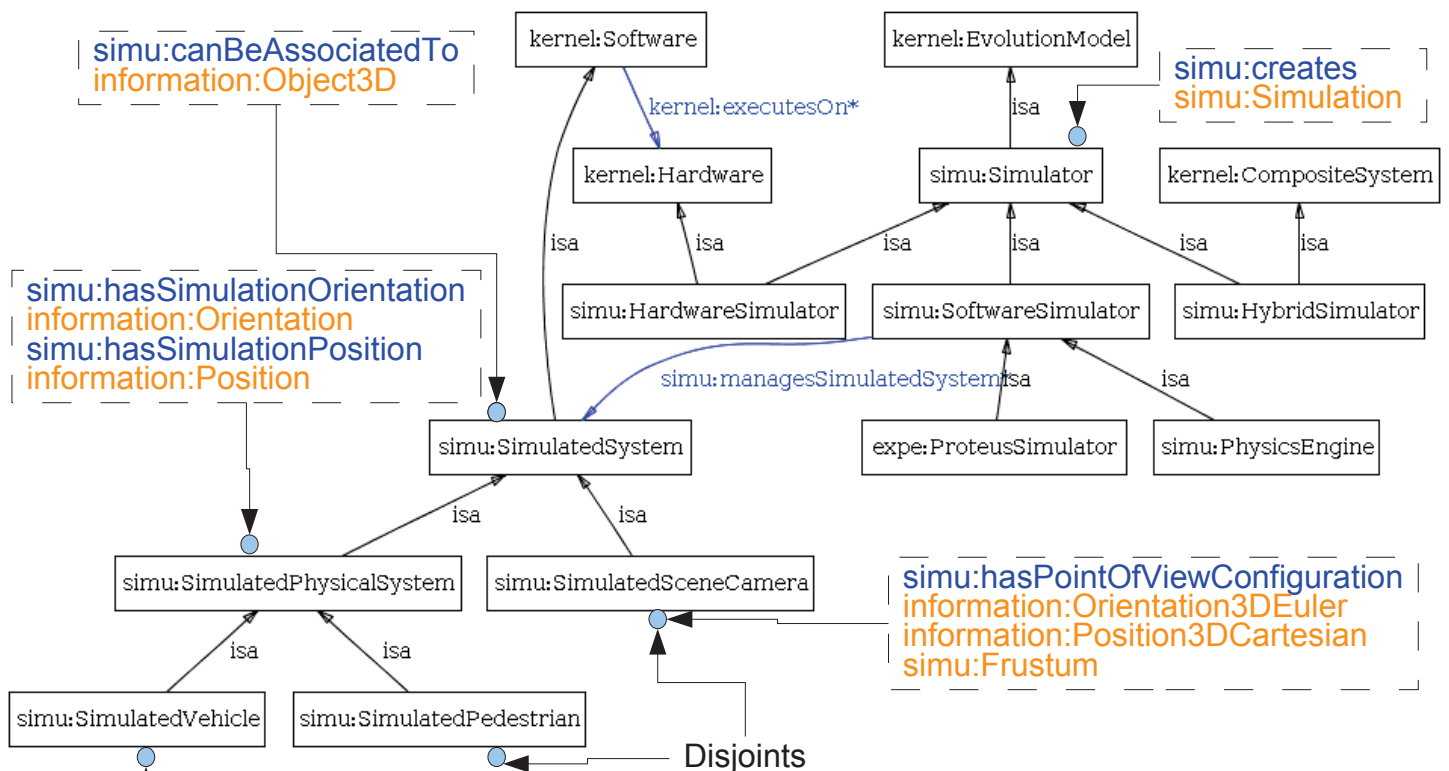 simu:canBeAssociatedTo
information:Object3D
kernel:Software
kernel:EvolutionModel
simu:creates
simu:Simulation
kernel:executesOn*
isa
kernel:Hardware
simu:Simulator
kernel:CompositeSystem
isa
isa
isa
isa
isa
isa
simu:hasSimulationOrientation
information:Orientation
simu:hasSimulationPosition
information:Position
simu:HardwareSimulator
simu:SoftwareSimulator
simu:HybridSimulator
simu:managesSimulatedSystem*
isa
isa
simu:SimulatedSystem
expe:ProteusSimulator
simu:PhysicsEngine
isa
isa
simu:SimulatedPhysicalSystem
simu:SimulatedSceneCamera
simu:hasPointOfViewConfiguration
information:Orientation3DEuler
information:Position3DCartesian
simu:Frustum
isa
isa
simu:SimulatedVehicle
simu:SimulatedPedestrian
Disjoints